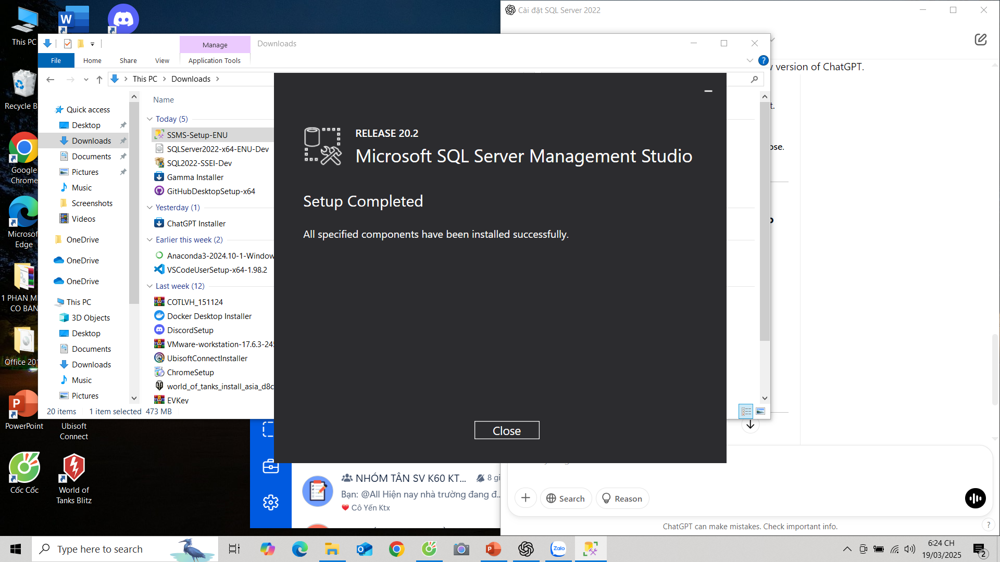 This PC
Recycle B
Google
Chrome
Microsof
Edge
1 PHAN M
CO BAN
Office 201
PowerPoint
Ubisoft
Connect
Cốc Cốc
World of
Tanks Blitz
Manage
Downloads
File
Home
Share
View
Application Tools
This PC
Downloads
Quick access
Desktop
Downloads
Documents
Pictures
Music
Screenshots
Videos
OneDrive
OneDrive
OneDrive
This PC
3D Objects
Desktop
Documents
Downloads
Music
Pictures
Name
Today (5)
SSMS-Setup-ENU
SQLServer2022-x64-ENU-Dev
SQL2022-SSEI-Dev
Gamma Installer
GitHubDesktopSetup-x64
Yesterday (1)
ChatGPT Installer
Earlier this week (2)
Anaconda3-2024.10-1-Window
VSCodeUserSetup-x64-1.98.2
Last week (12)
COTLVH_151124
Docker Desktop Installer
DiscordSetup
VMware-workstation-17.6.3-245
UbisoftConnectInstaller
ChromeSetup
world_of_tanks_install_asia_d8c
EVKey
20 items
1 item selected 473 MB
RELEASE 20.2
Microsoft SQL Server Management Studio
Setup Completed
All specified components have been installed successfully.
Close
Cài đặt SQL Server 2022
version of ChatGPT.
t.
ose.
NHÓM TÂN SV K60 KT...
8 gi
Bạn: @All Hiện nay nhà trường đang đ...
Cô Yến Ktx
Search
Reason
ChatGPT can make mistakes. Check important info.
?
Type here to search
Zalo
6:24 CH
19/03/2025
2